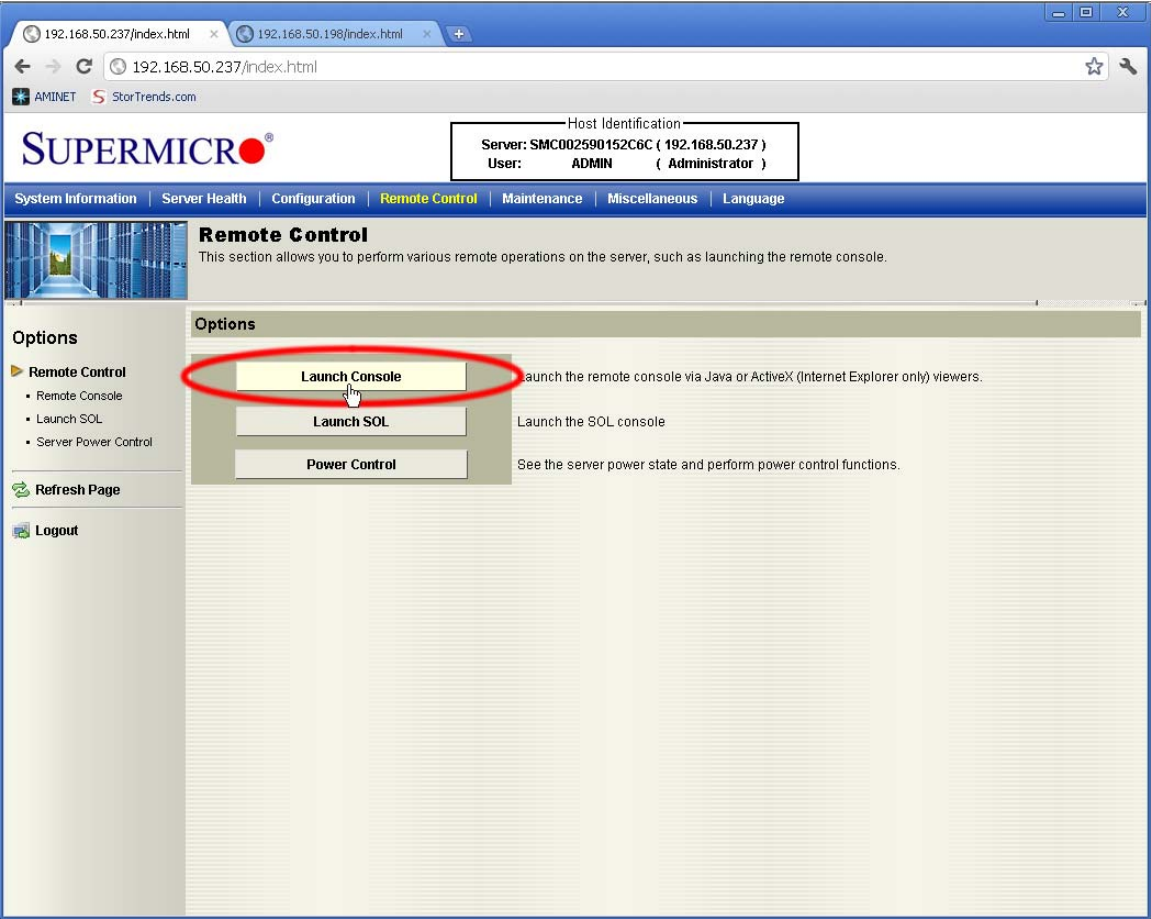 192.168.50.237/index.html
192.168.50.198/index.html
192.168.50.237/index.html
AMINET
StorTrends.com
SUPERMICRO®
Host Identification
Server: SMC002590152C6C ( 192.168.50.237 )
User: ADMIN ( Administrator )
System Information | Server Health | Configuration | Remote Control | Maintenance | Miscellaneous | Language
Remote Control
This section allows you to perform various remote operations on the server, such as launching the remote console.
Options
Remote Control
Remote Console
Launch SOL
Server Power Control
Refresh Page
Logout
Options
Launch Console
Launch the remote console via Java or ActiveX (Internet Explorer only) viewers.
Launch SOL
Launch the SOL console
Power Control
See the server power state and perform power control functions.